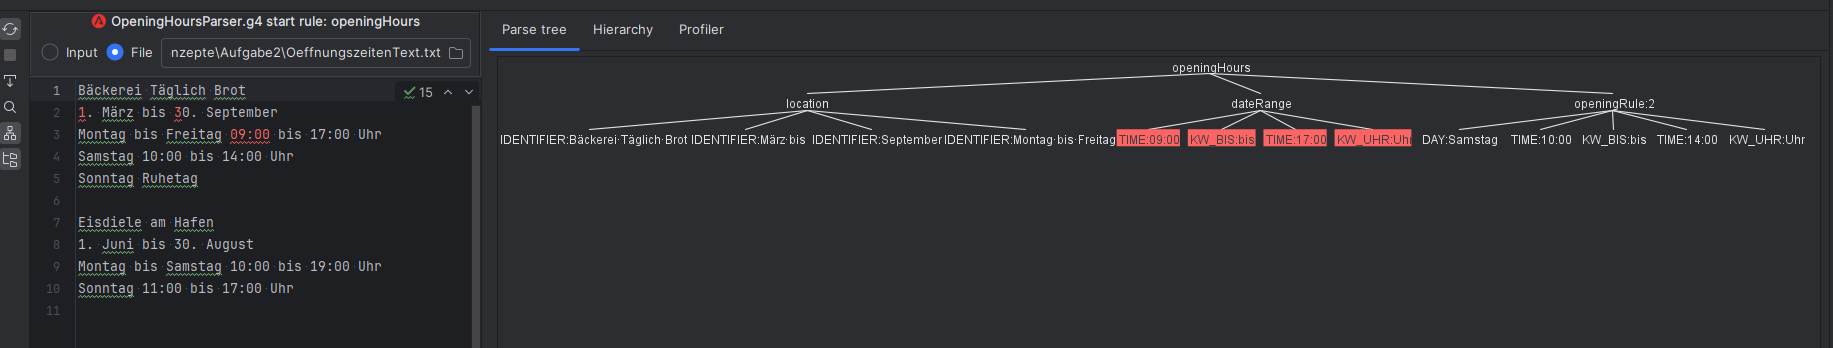 OpeningHoursParser.g4 start rule: openingHours
Input File nzepte\Aufgabe2\OeffnungszeitenText.txt
Parse tree Hierarchy Profiler
15
1 Bäckerei Täglich Brot
2 1. März bis 30. September
3 Montag bis Freitag 09:00 bis 17:00 Uhr
4 Samstag 10:00 bis 14:00 Uhr
5 Sonntag Ruhetag
6
7 Eisdiele am Hafen
8 1. Juni bis 30. August
9 Montag bis Samstag 10:00 bis 19:00 Uhr
10 Sonntag 11:00 bis 17:00 Uhr
11
openingHours
location dateRange openingRule:2
IDENTIFIER:Bäckerei·Täglich·Brot IDENTIFIER:März·bis IDENTIFIER:September IDENTIFIER:Montag·bis·Freitag TIME:09:00 KW_BIS:bis TIME:17:00 KW_UHR:Uhr DAY:Samstag TIME:10:00 KW_BIS:bis TIME:14:00 KW_UHR:Uhr